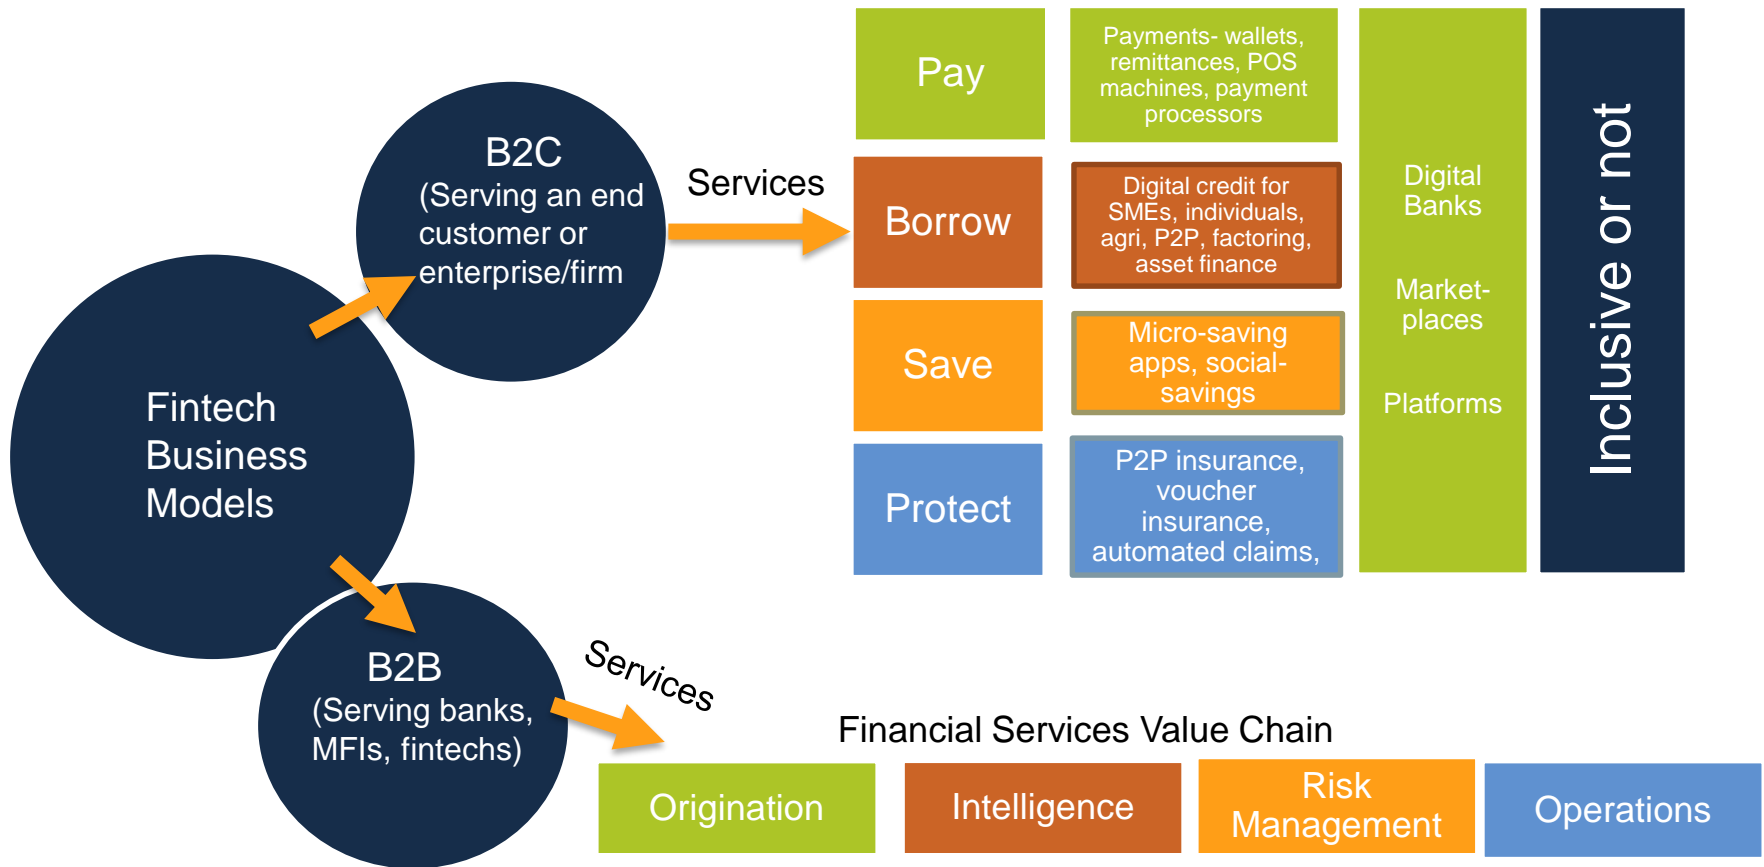 Fintech
Business
Models
B2C
(Serving an end
customer or
enterprise/firm
Services
Pay
Payments- wallets,
remittances, POS
machines, payment
processors
Borrow
Digital credit for
SMEs, individuals,
agri, P2P, factoring,
asset finance
Save
Micro-saving
apps, social-
savings
Protect
P2P insurance,
voucher
insurance,
automated claims,
Digital
Banks
Market-
places
Platforms
Inclusive or not
B2B
(Serving banks,
MFIs, fintechs)
Services
Financial Services Value Chain
Origination
Intelligence
Risk
Management
Operations